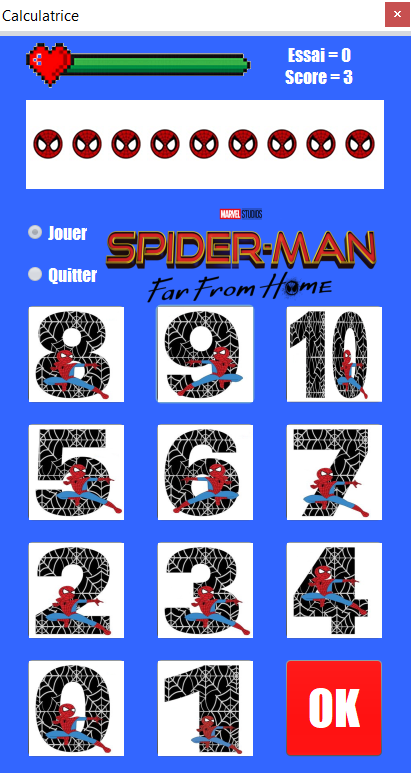 Calculatrice
Essai = 0
Score = 3
MARVEL STUDIOS
Jouer
SPIDER-MAN
Quitter
Far From Home
8 9 10
5 6 7
2 3 4
0 1 OK